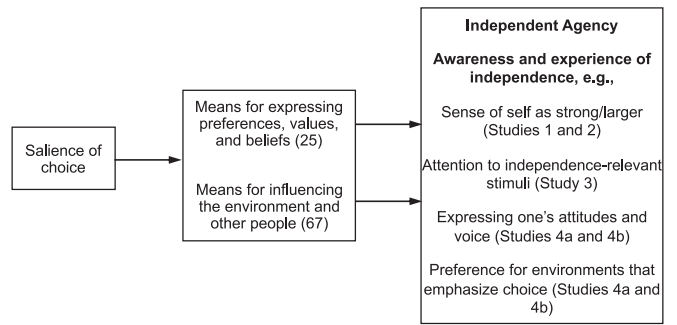 Salience of
choice
Means for expressing
preferences, values,
and beliefs (25)
Means for influencing
the environment and
other people (67)
Independent Agency
Awareness and experience of
independence, e.g.,
Sense of self as strong/larger
(Studies 1 and 2)
Attention to independence-relevant
stimuli (Study 3)
Expressing one's attitudes and
voice (Studies 4a and 4b)
Preference for environments that
emphasize choice (Studies 4a and
4b)